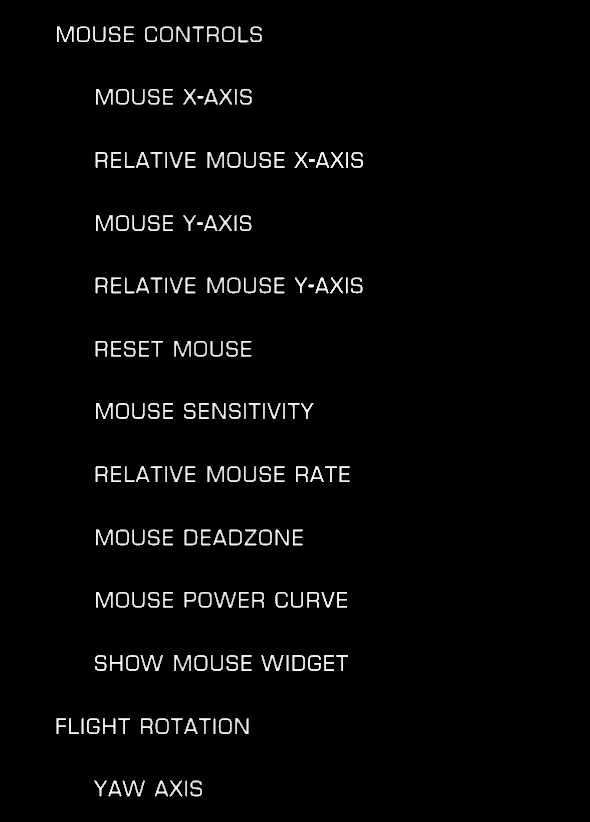 MOUSE CONTROLS
MOUSE X-AXIS
RELATIVE MOUSE X-AXIS
MOUSE Y-AXIS
RELATIVE MOUSE Y-AXIS
RESET MOUSE
MOUSE SENSITIVITY
RELATIVE MOUSE RATE
MOUSE DEADZONE
MOUSE POWER CURVE
SHOW MOUSE WIDGET
FLIGHT ROTATION
YAW AXIS